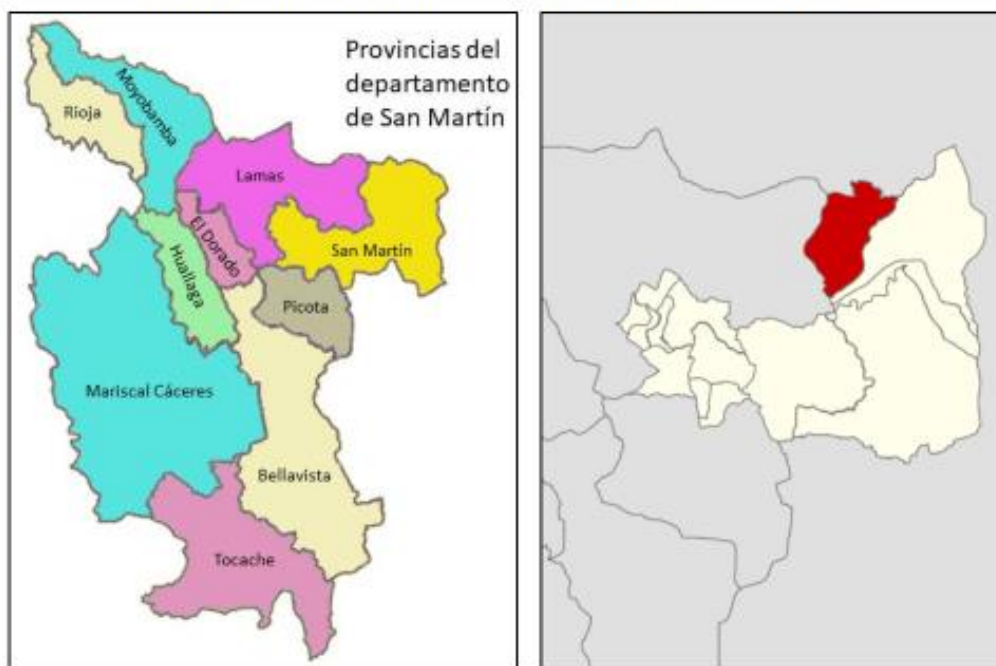 Provincias del
departamento
de San Martín
Moyobamba
Rioja
Lamas
El Dorado
San Martín
Huallaga
Picota
Mariscal Cáceres
Bellavista
Tocache